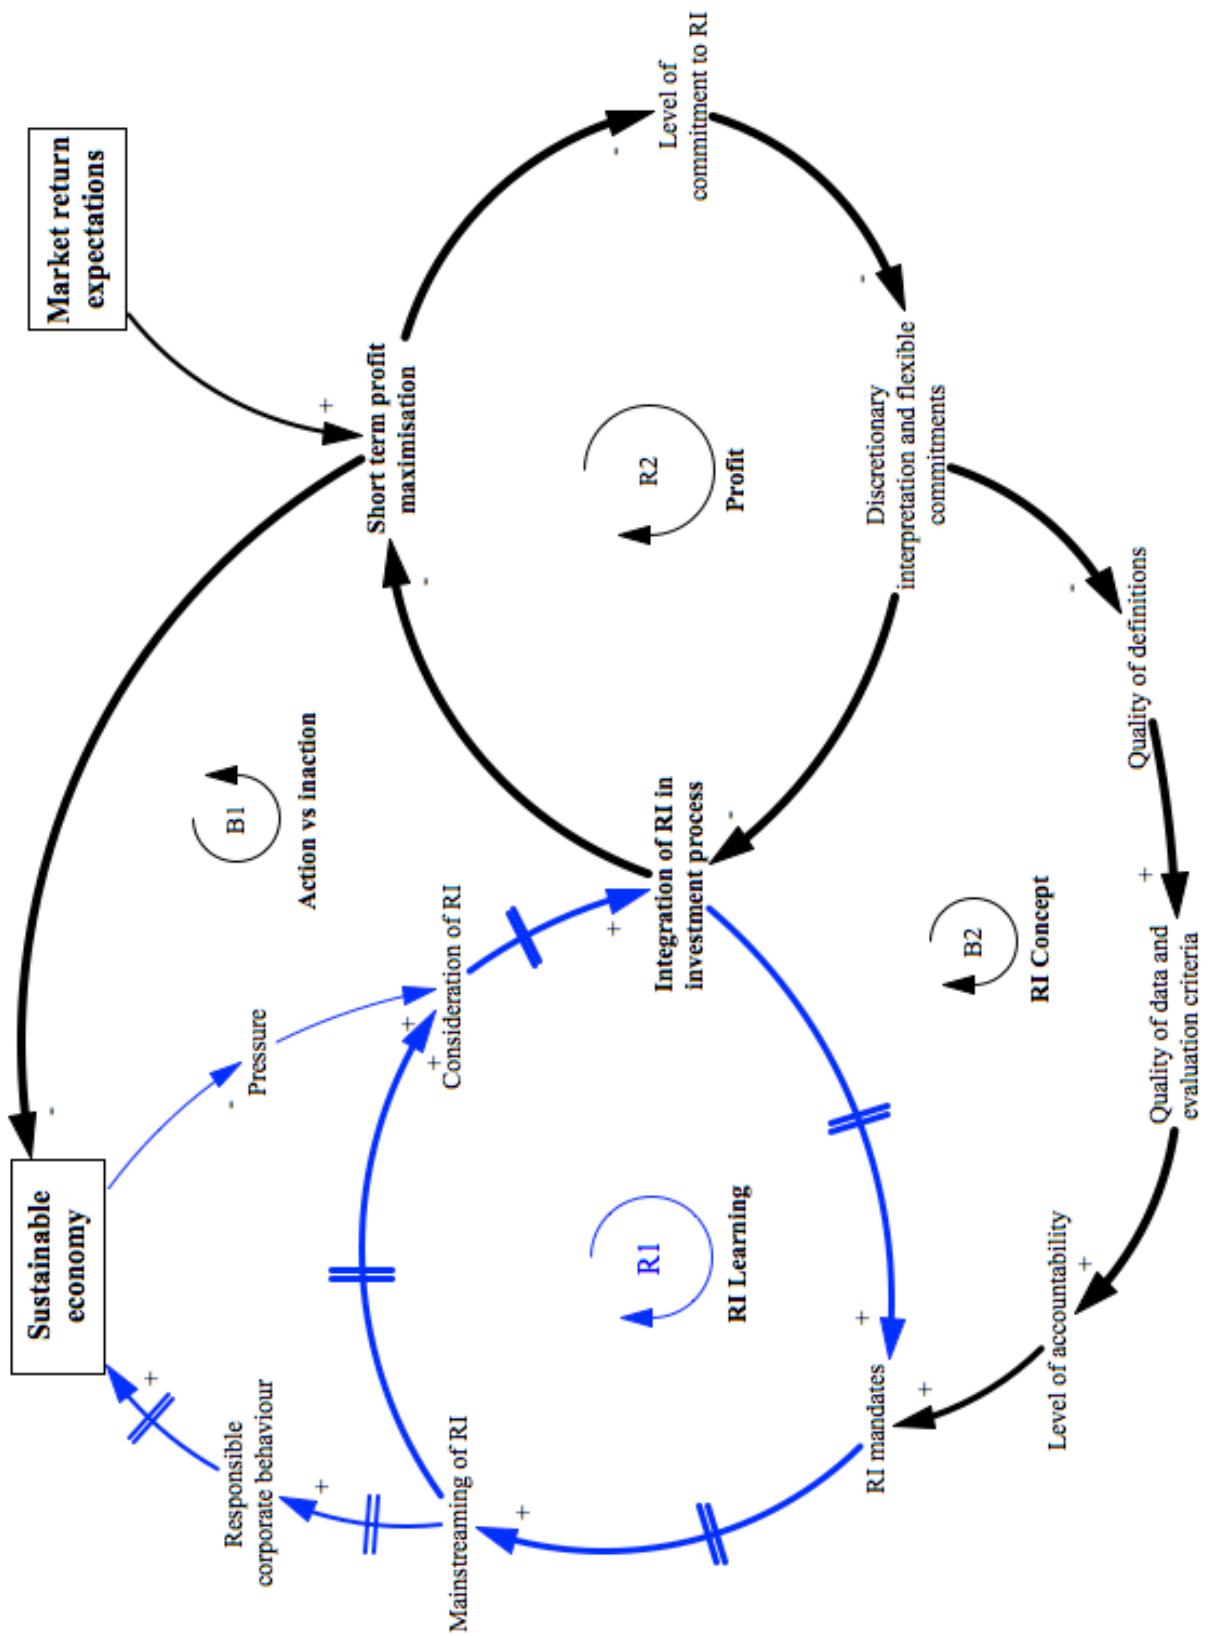 Sustainable
economy
Market return
expectations
Responsible
corporate behaviour
Pressure
B1
Action vs inaction
Short term profit
maximisation
Mainstreaming of RI
Consideration of RI
R1
RI Learning
Integration of RI in
investment process
R2
Profit
Level of
commitment to RI
RI mandates
B2
RI Concept
Discretionary
interpretation and flexible
commitments
Level of accountability
Quality of data and
evaluation criteria
Quality of definitions
+
+
+
+
+
+
+
+
+
+
+
-
-
-
-
-
-
-